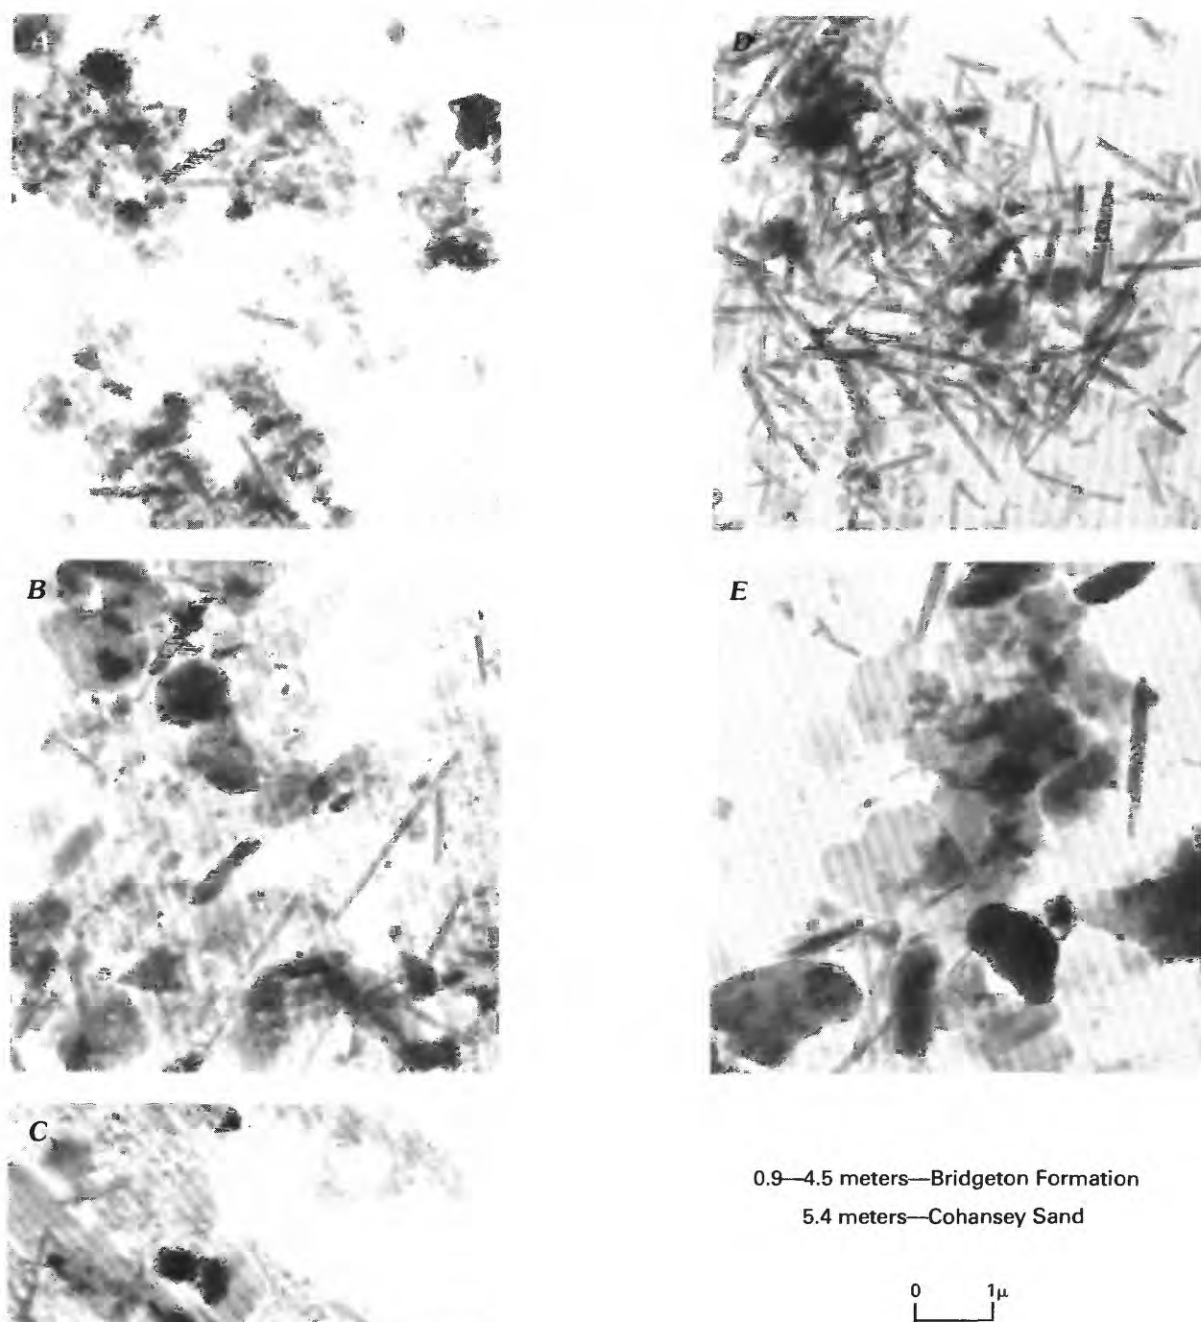 D
B
E
C
0.9—4.5 meters—Bridgeton Formation
5.4 meters—Cohansey Sand
0 1μ